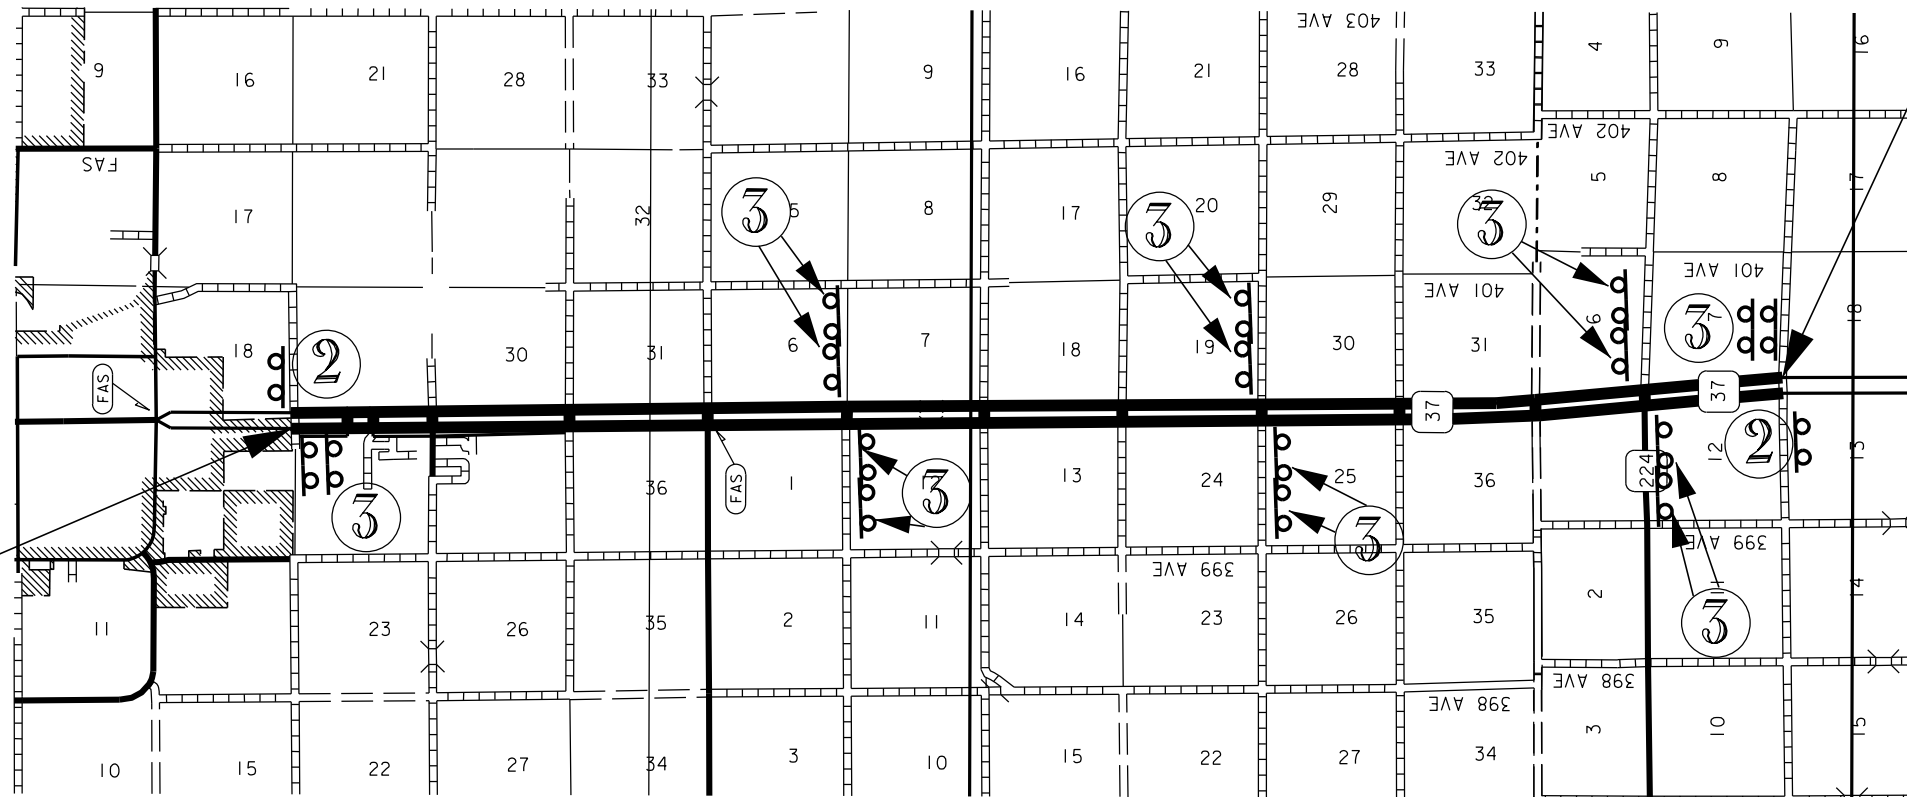 9 16 21 28 33 9 16 21 28 33 4 9 16
403 AVE
FAS
402 AVE 402 AVE
17 32 5 8 17 20 29 32 5 8 17
3 3 3
401 AVE 401 AVE
18 30 31 6 7 18 19 30 31 6 7 18
2 3
FAS
37 37
36 FAS 1 12 13 24 25 36 224 12 13
3 3 3 2
399 AVE 399 AVE
11 23 26 35 2 11 14 23 26 35 2 11 14
3
398 AVE 398 AVE
10 15 22 27 34 3 10 15 22 27 34 3 10 15